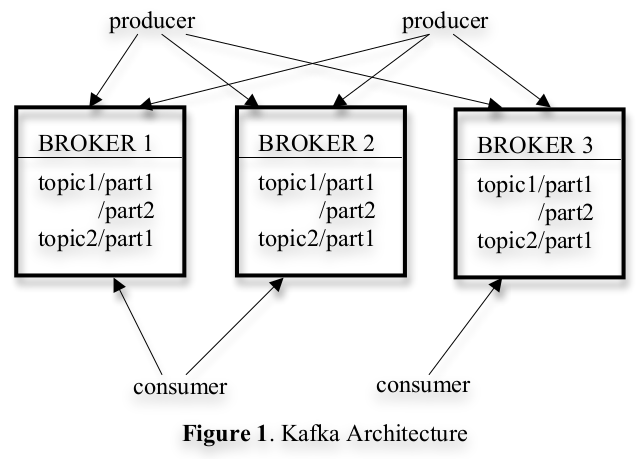 producer
producer
BROKER 1
topic1/part1
/part2
topic2/part1
BROKER 2
topic1/part1
/part2
topic2/part1
BROKER 3
topic1/part1
/part2
topic2/part1
consumer
consumer
Figure 1. Kafka Architecture